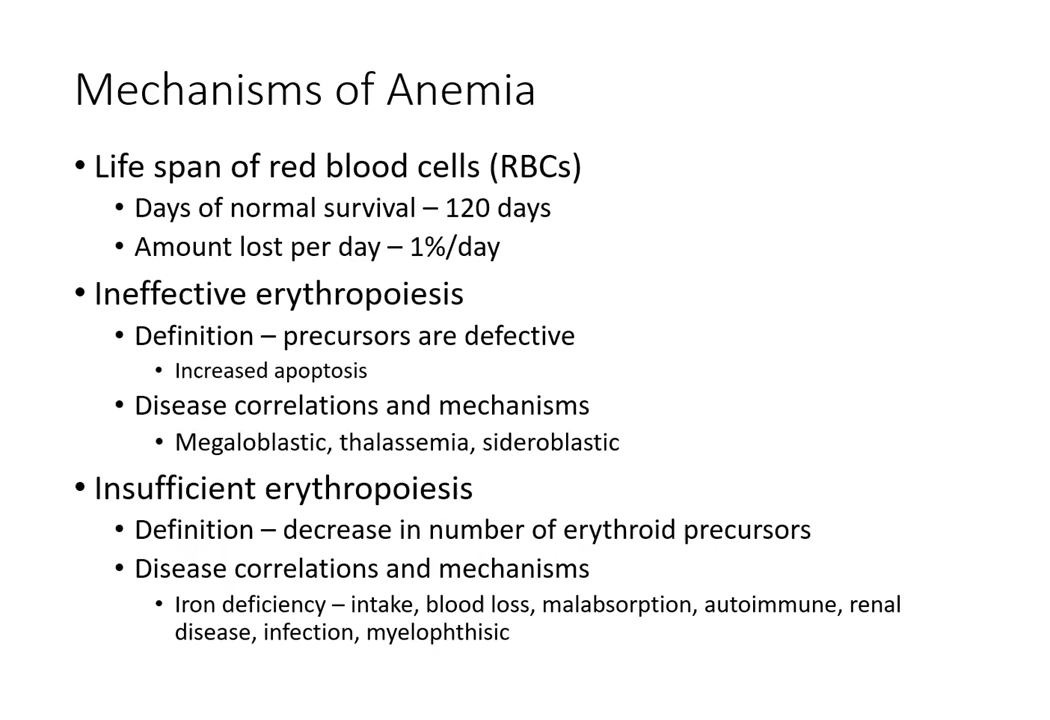 Mechanisms of Anemia
• Life span of red blood cells (RBCs)
• Days of normal survival – 120 days
• Amount lost per day – 1%/day
• Ineffective erythropoiesis
• Definition – precursors are defective
• Increased apoptosis
• Disease correlations and mechanisms
• Megaloblastic, thalassemia, sideroblastic
• Insufficient erythropoiesis
• Definition – decrease in number of erythroid precursors
• Disease correlations and mechanisms
• Iron deficiency – intake, blood loss, malabsorption, autoimmune, renal
disease, infection, myelophthisic